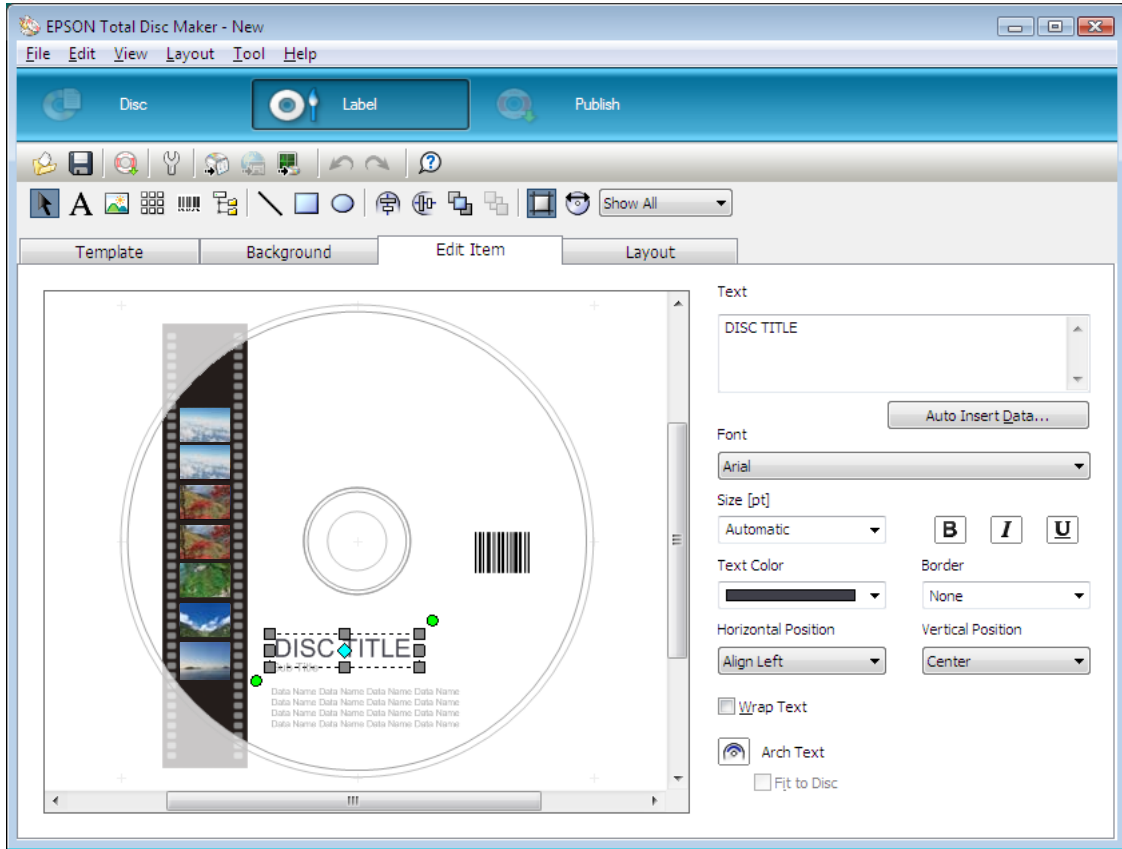 EPSON Total Disc Maker - New
File Edit View Layout Tool Help
Disc Label Publish
A Show All
Template Background Edit Item Layout
Text
DISC TITLE
Auto Insert Data...
Font
Arial
Size [pt]
Automatic B I U
Text Color Border
None
Horizontal Position Vertical Position
Align Left Center
Wrap Text
Arch Text
Fit to Disc
DISC TITLE
Sub Title
Data Name Data Name Data Name Data Name
Data Name Data Name Data Name Data Name
Data Name Data Name Data Name Data Name
Data Name Data Name Data Name Data Name